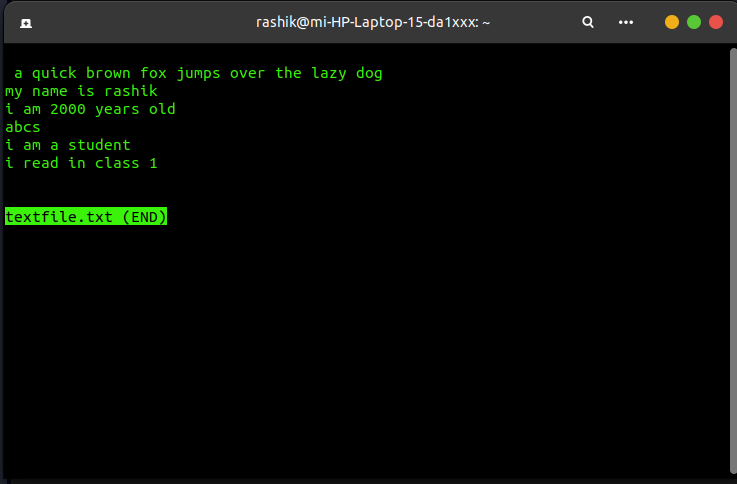 rashik@mi-HP-Laptop-15-da1xxx: ~
a quick brown fox jumps over the lazy dog
my name is rashik
i am 2000 years old
abcs
i am a student
i read in class 1
textfile.txt (END)